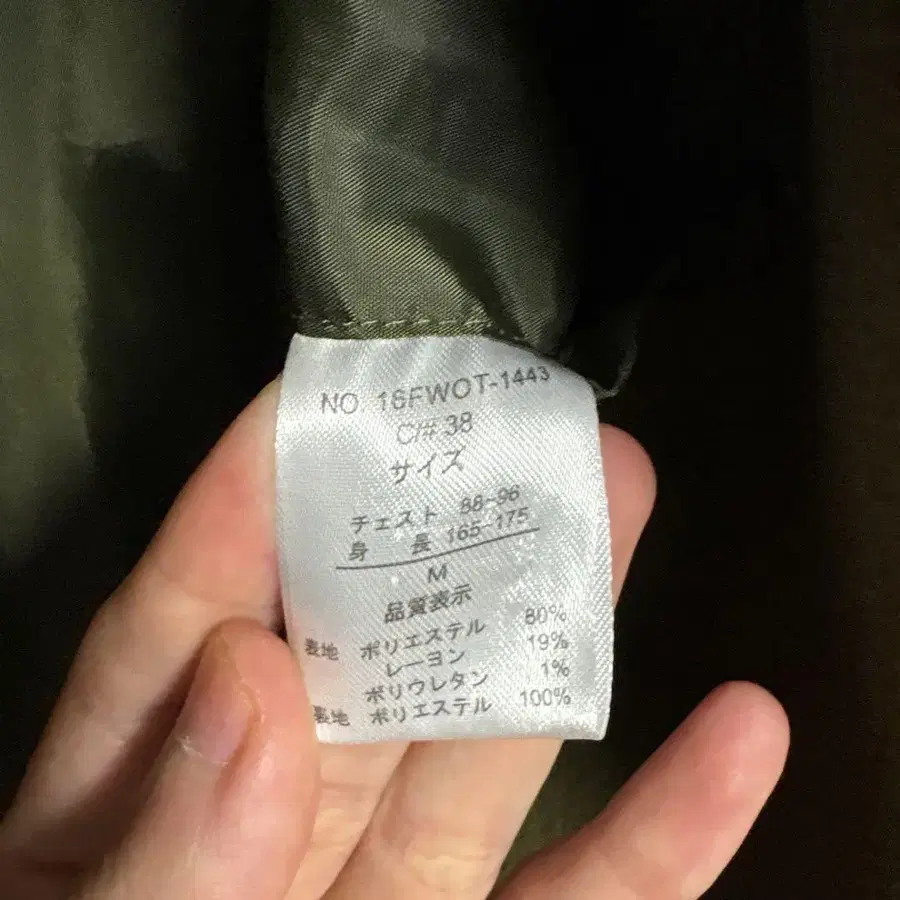 NO 16FWOT-1443
C/# 38
サイズ
チェスト 88~96
身 長 165~175
M
品質表示
表地 ポリエステル 80%
レーヨン 19%
ポリウレタン 1%
裏地 ポリエステル 100%